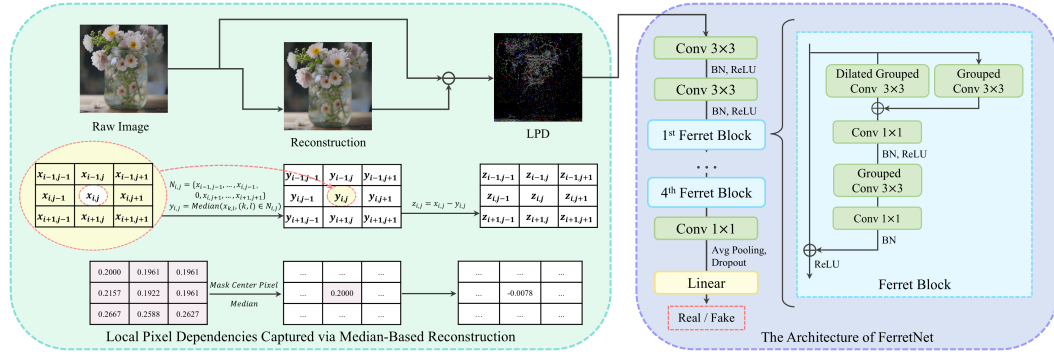 Raw Image
Reconstruction
LPD
x_{i−1,j−1} x_{i−1,j} x_{i−1,j+1}
x_{i,j−1} x_{i,j} x_{i,j+1}
x_{i+1,j−1} x_{i+1,j} x_{i+1,j+1}
N_{i,j} = {x_{i−1,j−1}, …, x_{i,j−1},
0, x_{i,j+1}, …, x_{i+1,j+1}}
y_{i,j} = Median(x_{k,l}, (k, l) ∈ N_{i,j})
y_{i−1,j−1} y_{i−1,j} y_{i−1,j+1}
y_{i,j−1} y_{i,j} y_{i,j+1}
y_{i+1,j−1} y_{i+1,j} y_{i+1,j+1}
z_{i,j} = x_{i,j} − y_{i,j}
z_{i−1,j−1} z_{i−1,j} z_{i−1,j+1}
z_{i,j−1} z_{i,j} z_{i,j+1}
z_{i+1,j−1} z_{i+1,j} z_{i+1,j+1}
0.2000 0.1961 0.1961
0.2157 0.1922 0.1961
0.2667 0.2588 0.2627
Mask Center Pixel
Median
... ... ...
... 0.2000 ...
... ... ...
... ... ...
... -0.0078 ...
... ... ...
Local Pixel Dependencies Captured via Median-Based Reconstruction
Conv 3×3
BN, ReLU
Conv 3×3
BN, ReLU
1st Ferret Block
...
4th Ferret Block
Conv 1×1
Avg Pooling,
Dropout
Linear
Real / Fake
Dilated Grouped
Conv 3×3
Grouped
Conv 3×3
Conv 1×1
BN, ReLU
Grouped
Conv 3×3
Conv 1×1
BN
ReLU
Ferret Block
The Architecture of FerretNet